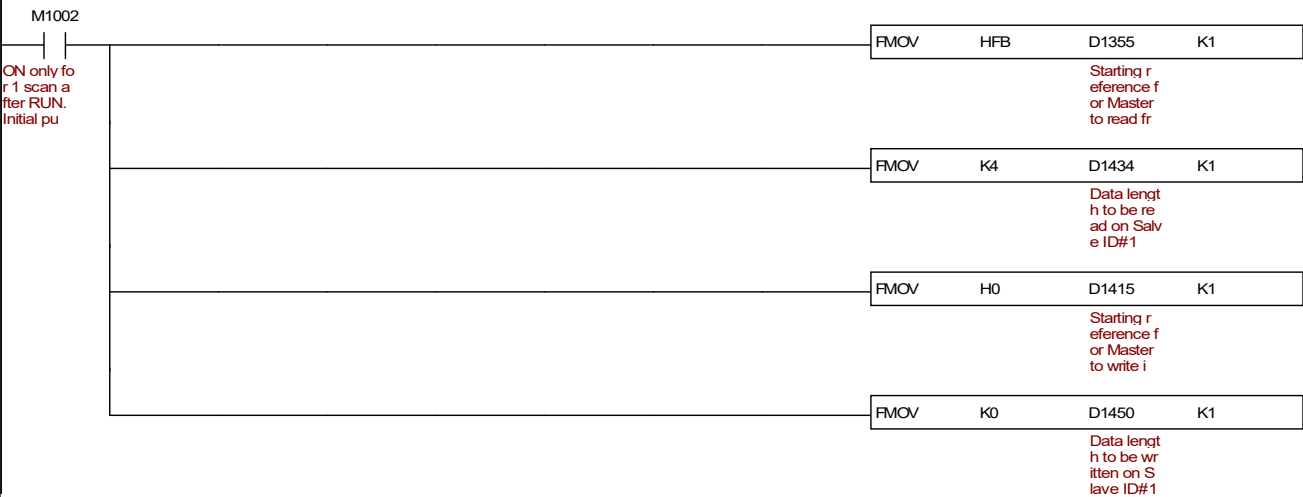 M1002
FMOV HFB D1355 K1
ON only fo
r 1 scan a
fter RUN.
Initial pu
Starting r
eference f
or Master
to read fr
FMOV K4 D1434 K1
Data lengt
h to be re
ad on Salv
e ID#1
FMOV H0 D1415 K1
Starting r
eference f
or Master
to write i
FMOV K0 D1450 K1
Data lengt
h to be wr
itten on S
lave ID#1